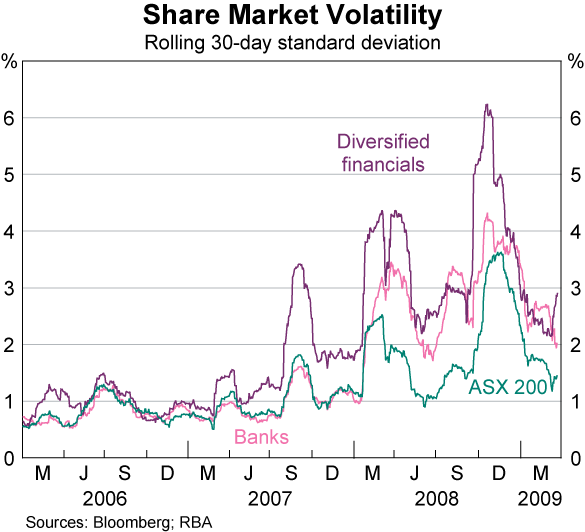 Share Market Volatility
Rolling 30-day standard deviation
% %
6 6
Diversified
financials
5 5
4 4
3 3
2 2
ASX 200
1 1
Banks
0 0
M J S D M J S D M J S D M
2006 2007 2008 2009
Sources: Bloomberg; RBA